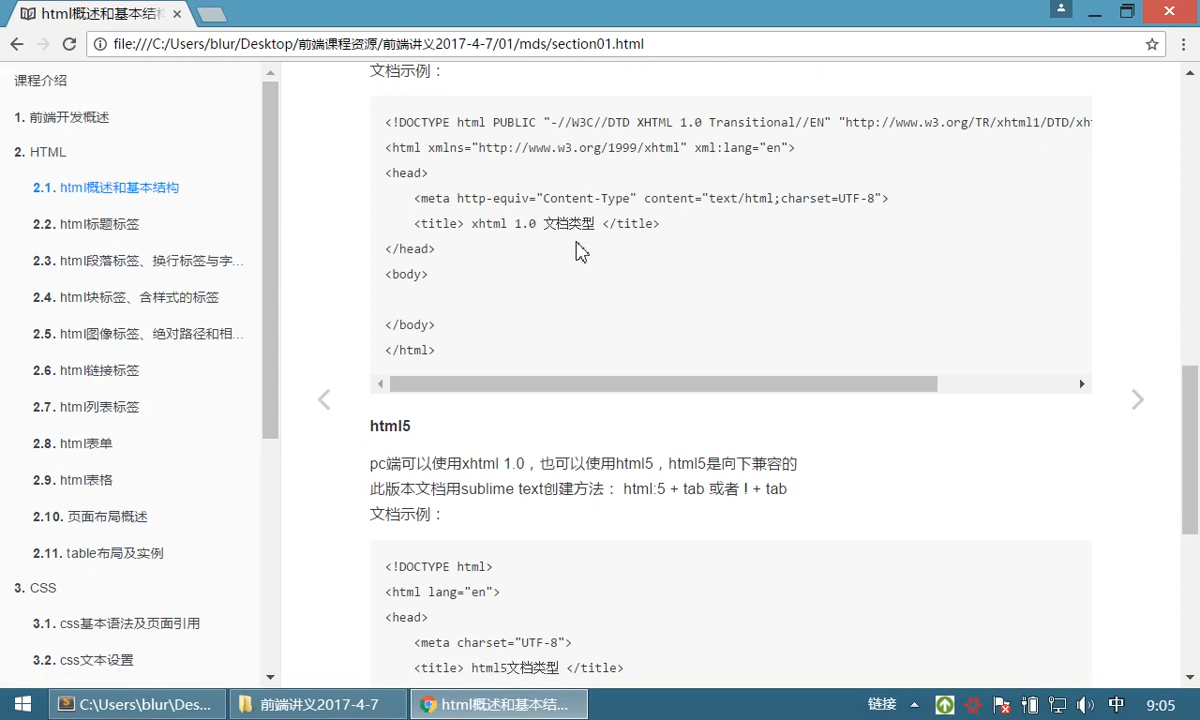 html概述和基本结构
file:///C:/Users/blur/Desktop/前端课程资源/前端讲义2017-4-7/01/mds/section01.html
课程介绍
1. 前端开发概述
2. HTML
2.1. html概述和基本结构
2.2. html标题标签
2.3. html段落标签、换行标签与字...
2.4. html块标签、含样式的标签
2.5. html图像标签、绝对路径和相...
2.6. html链接标签
2.7. html列表标签
2.8. html表单
2.9. html表格
2.10. 页面布局概述
2.11. table布局及实例
3. CSS
3.1. css基本语法及页面引用
3.2. css文本设置
文档示例：
<!DOCTYPE html PUBLIC "-//W3C//DTD XHTML 1.0 Transitional//EN" "http://www.w3.org/TR/xhtml1/DTD/xh
<html xmlns="http://www.w3.org/1999/xhtml" xml:lang="en">
<head>
<meta http-equiv="Content-Type" content="text/html;charset=UTF-8">
<title> xhtml 1.0 文档类型 </title>
</head>
<body>
</body>
</html>
html5
pc端可以使用xhtml 1.0，也可以使用html5，html5是向下兼容的
此版本文档用sublime text创建方法： html:5 + tab 或者 ! + tab
文档示例：
<!DOCTYPE html>
<html lang="en">
<head>
<meta charset="UTF-8">
<title> html5文档类型 </title>
C:\Users\blur\Des...
前端讲义2017-4-7
html概述和基本结...
链接
中
9:05